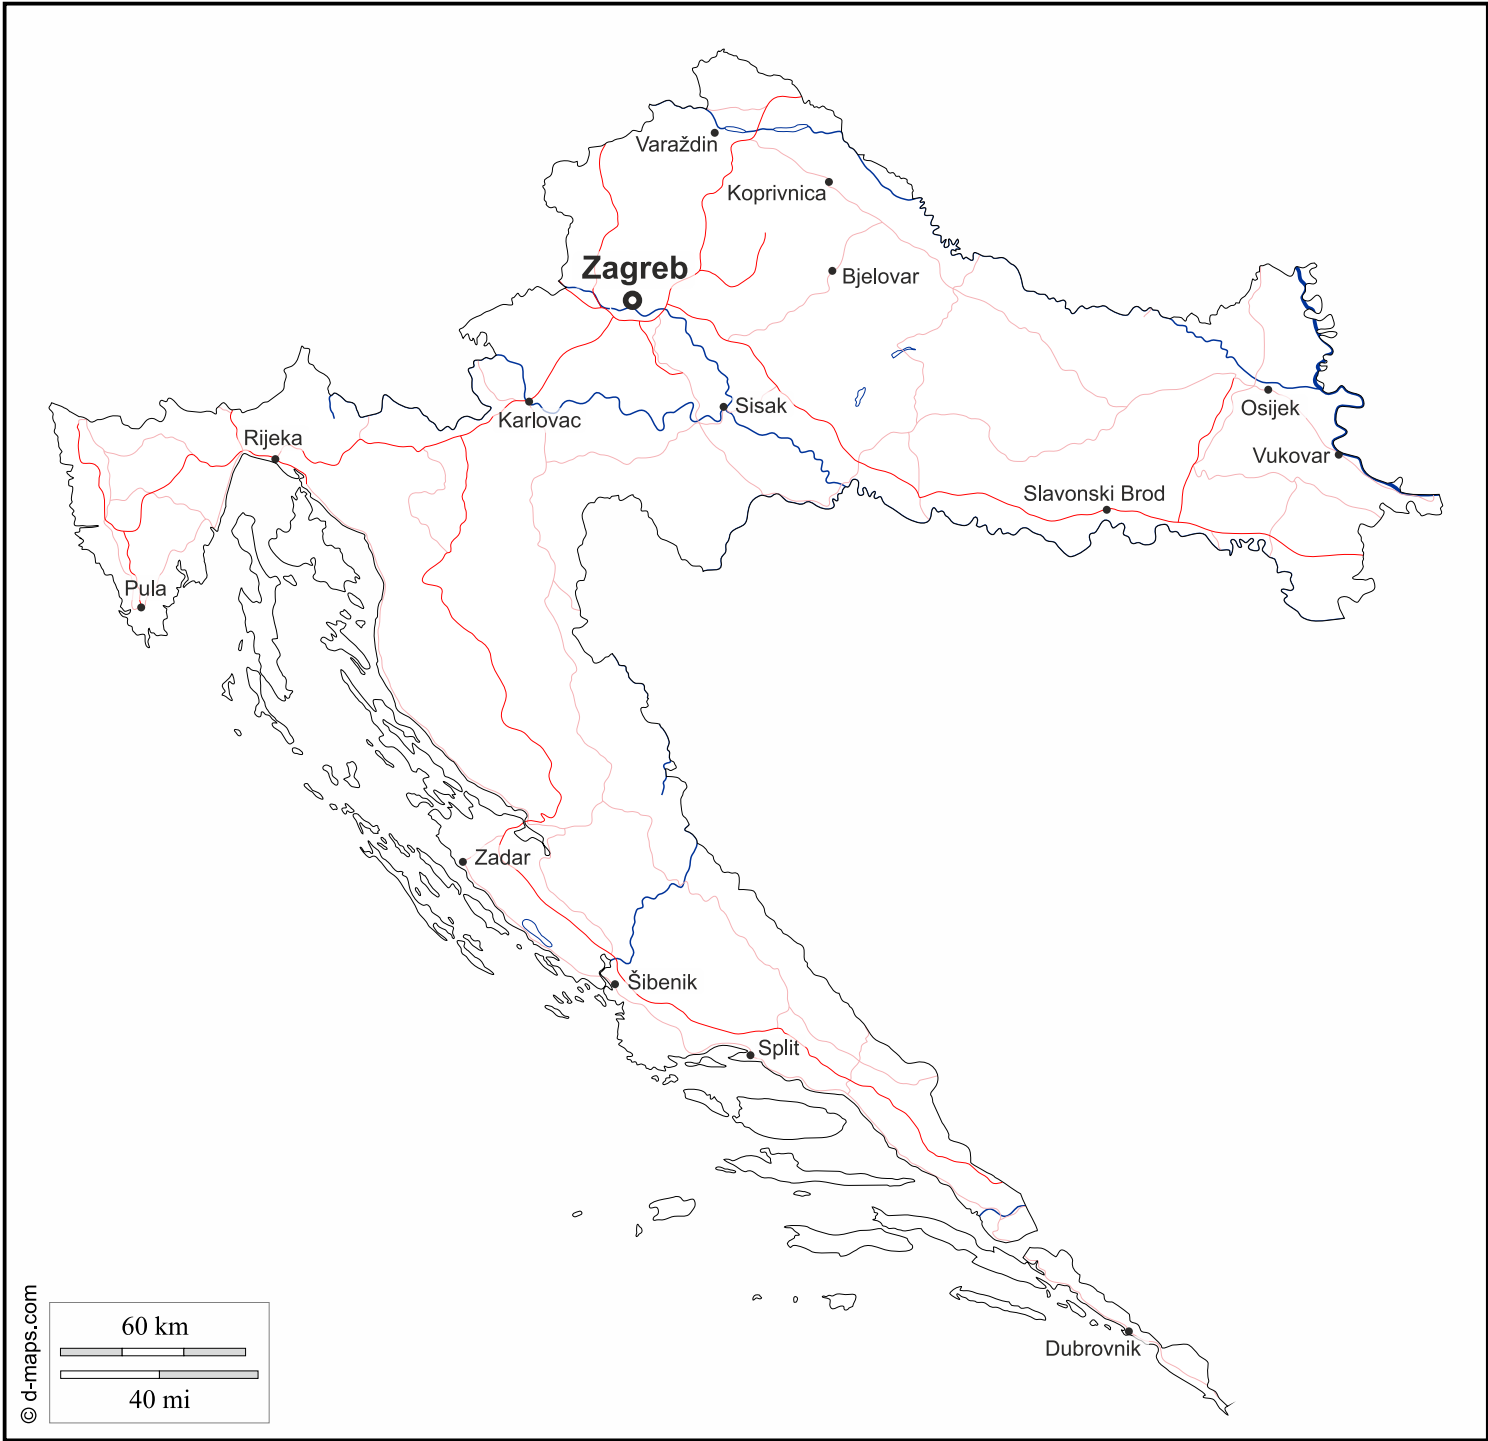 Varaždin
Koprivnica
Zagreb
Bjelovar
Karlovac
Sisak
Osijek
Rijeka
Vukovar
Slavonski Brod
Pula
Zadar
Šibenik
Split
Dubrovnik
60 km
40 mi
© d-maps.com